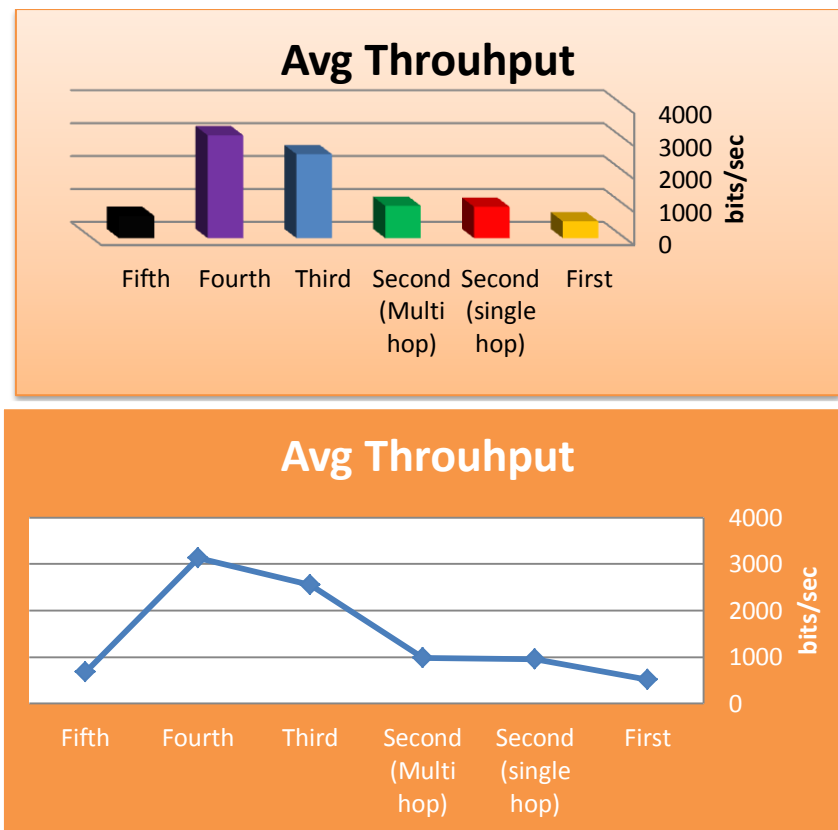 Avg Throuhput
4000
3000
2000
1000
0
bits/sec
Fifth Fourth Third Second Second First
(Multi (single
hop) hop)
Avg Throuhput
4000
3000
2000
1000
0
bits/sec
Fifth Fourth Third Second Second First
(Multi (single
hop) hop)